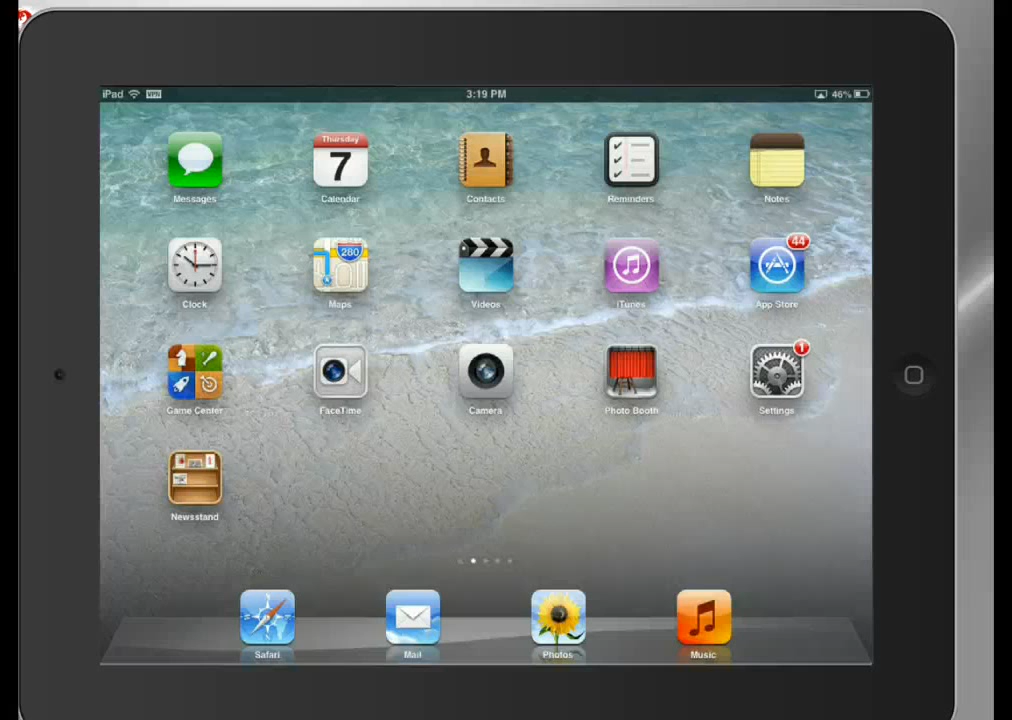 iPad VPN 3:19 PM 46%
Thursday
7
Messages Calendar Contacts Reminders Notes
280
44
Clock Maps Videos iTunes App Store
1
Game Center FaceTime Camera Photo Booth Settings
Newsstand
Safari Mail Photos Music